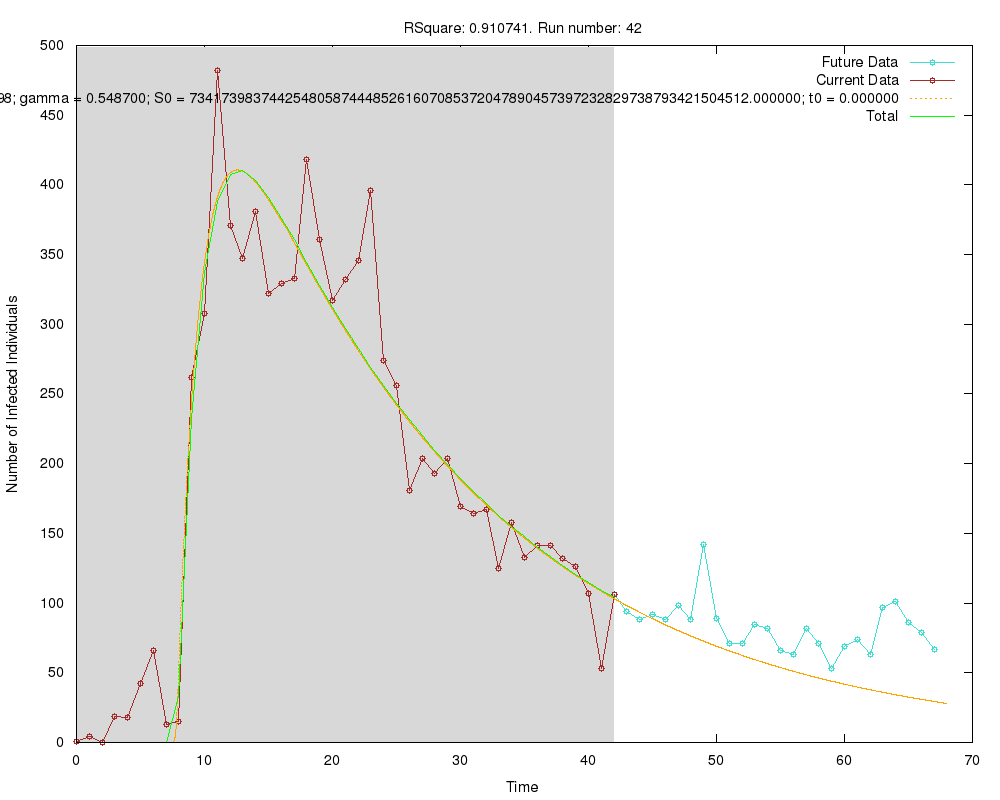 RSquare: 0.910741. Run number: 42
500
450
400
350
300
250
200
150
100
50
0
Number of Infected Individuals
Future Data
Current Data
98; gamma = 0.548700; S0 = 7341739837442548058744485261607085372047890457397232829738793421504512.000000; t0 = 0.000000
Total
0 10 20 30 40 50 60 70
Time